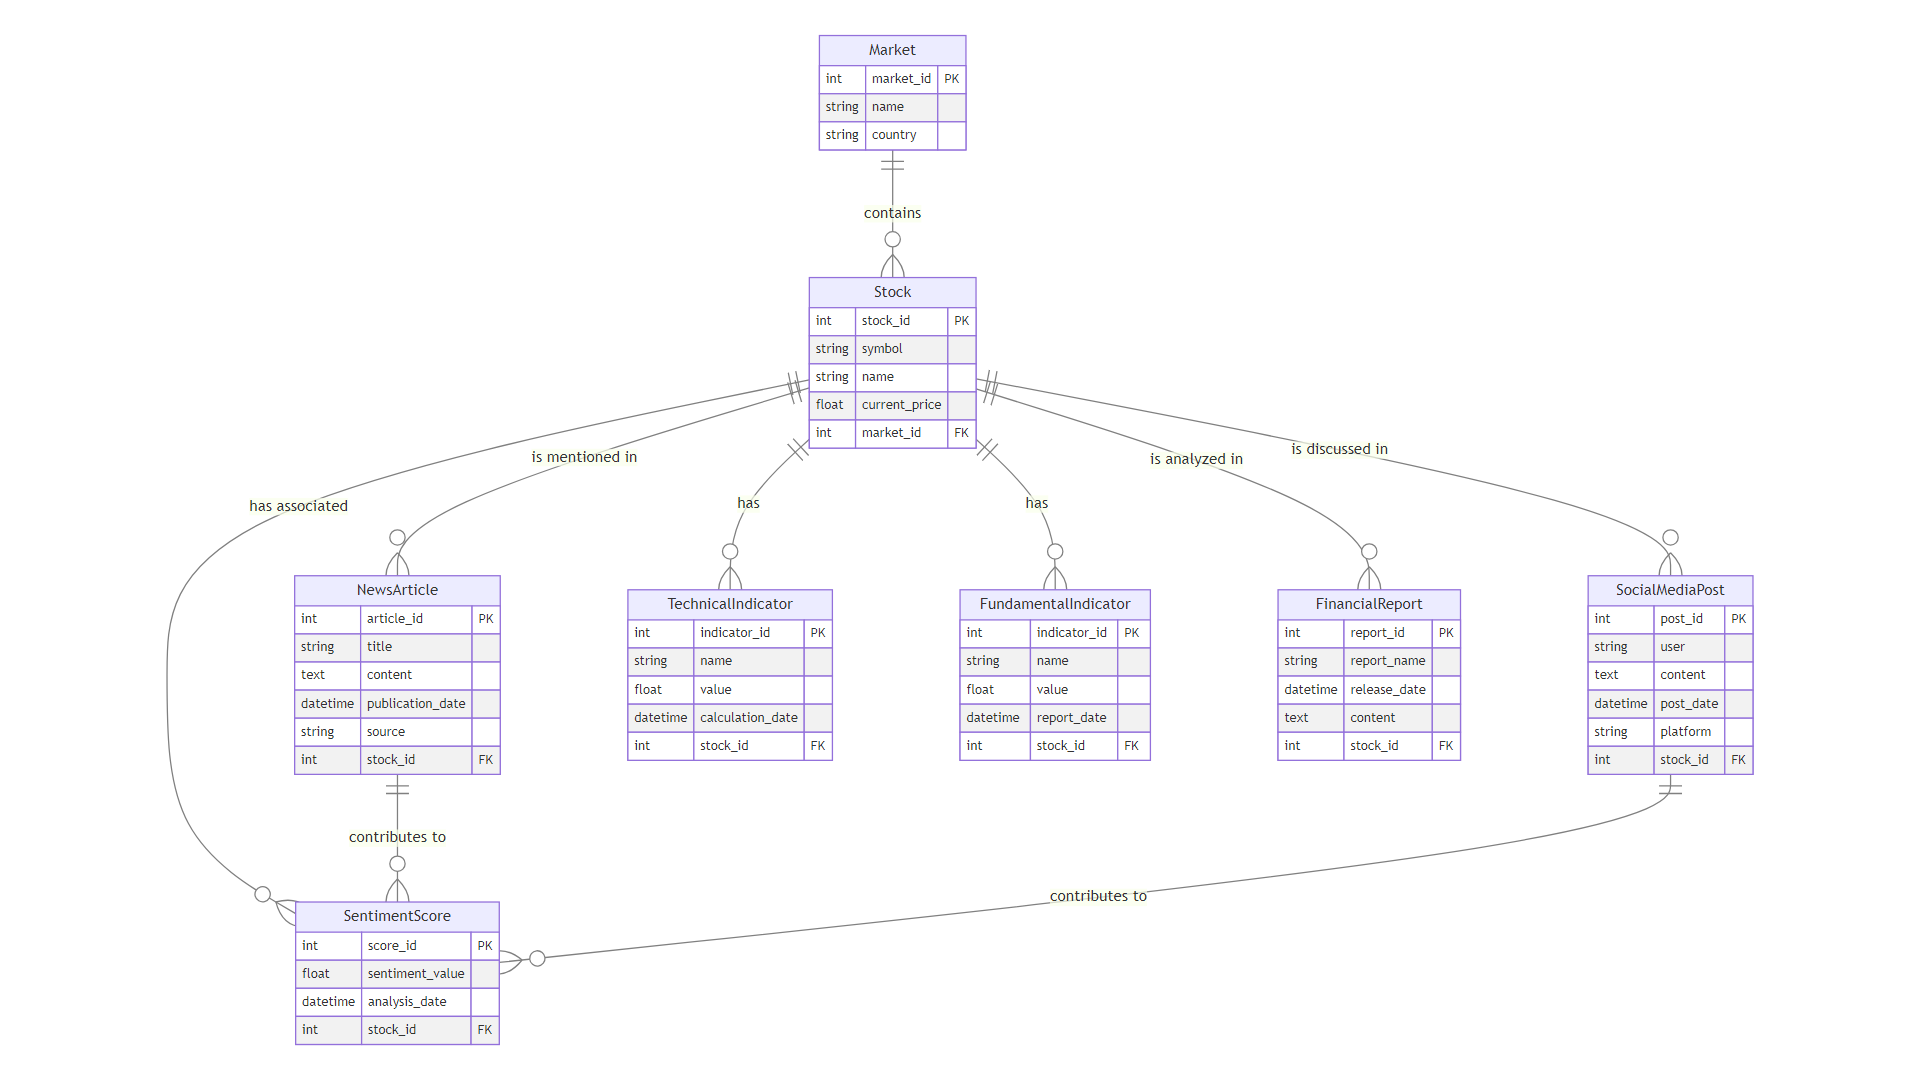 Market
int market_id PK
string name
string country
contains
Stock
int stock_id PK
string symbol
string name
float current_price
int market_id FK
is mentioned in
is discussed in
is analyzed in
has associated
has
has
NewsArticle
int article_id PK
string title
text content
datetime publication_date
string source
int stock_id FK
TechnicalIndicator
int indicator_id PK
string name
float value
datetime calculation_date
int stock_id FK
FundamentalIndicator
int indicator_id PK
string name
float value
datetime report_date
int stock_id FK
FinancialReport
int report_id PK
string report_name
datetime release_date
text content
int stock_id FK
SocialMediaPost
int post_id PK
string user
text content
datetime post_date
string platform
int stock_id FK
contributes to
contributes to
SentimentScore
int score_id PK
float sentiment_value
datetime analysis_date
int stock_id FK